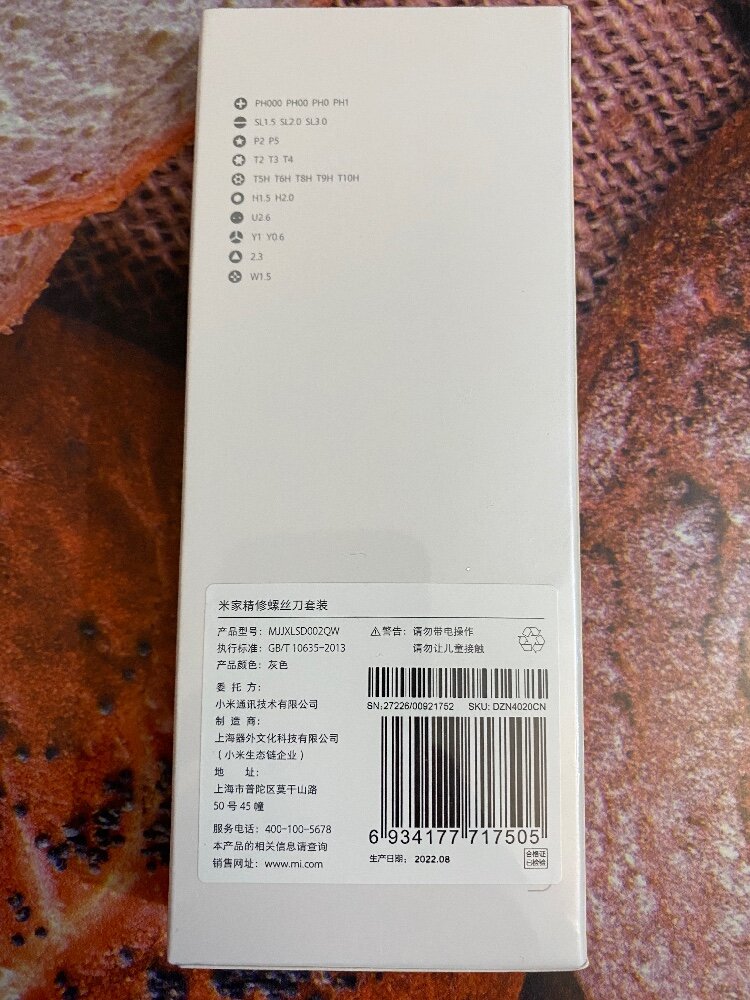 PH000 PH00 PH0 PH1
SL1.5 SL2.0 SL3.0
P2 P5
T2 T3 T4
T5H T6H T8H T9H T10H
H1.5 H2.0
U2.6
Y1 Y0.6
2.3
W1.5
米家精修螺丝刀套装
产品型号: MJJXLSD002QW
执行标准: GB/T 10635-2013
产品颜色: 灰色
委 托 方:
小米通讯技术有限公司
制 造 商:
上海器外文化科技有限公司
(小米生态链企业)
地 址:
上海市普陀区莫干山路
50 号 45 幢
服务电话: 400-100-5678
本产品的相关信息请查询
销售网址: www.mi.com
⚠警告: 请勿带电操作
请勿让儿童接触
SN:27226/00921752 SKU: DZN4020CN
6 934177 717505
生产日期: 2022.08
合格证
已检验